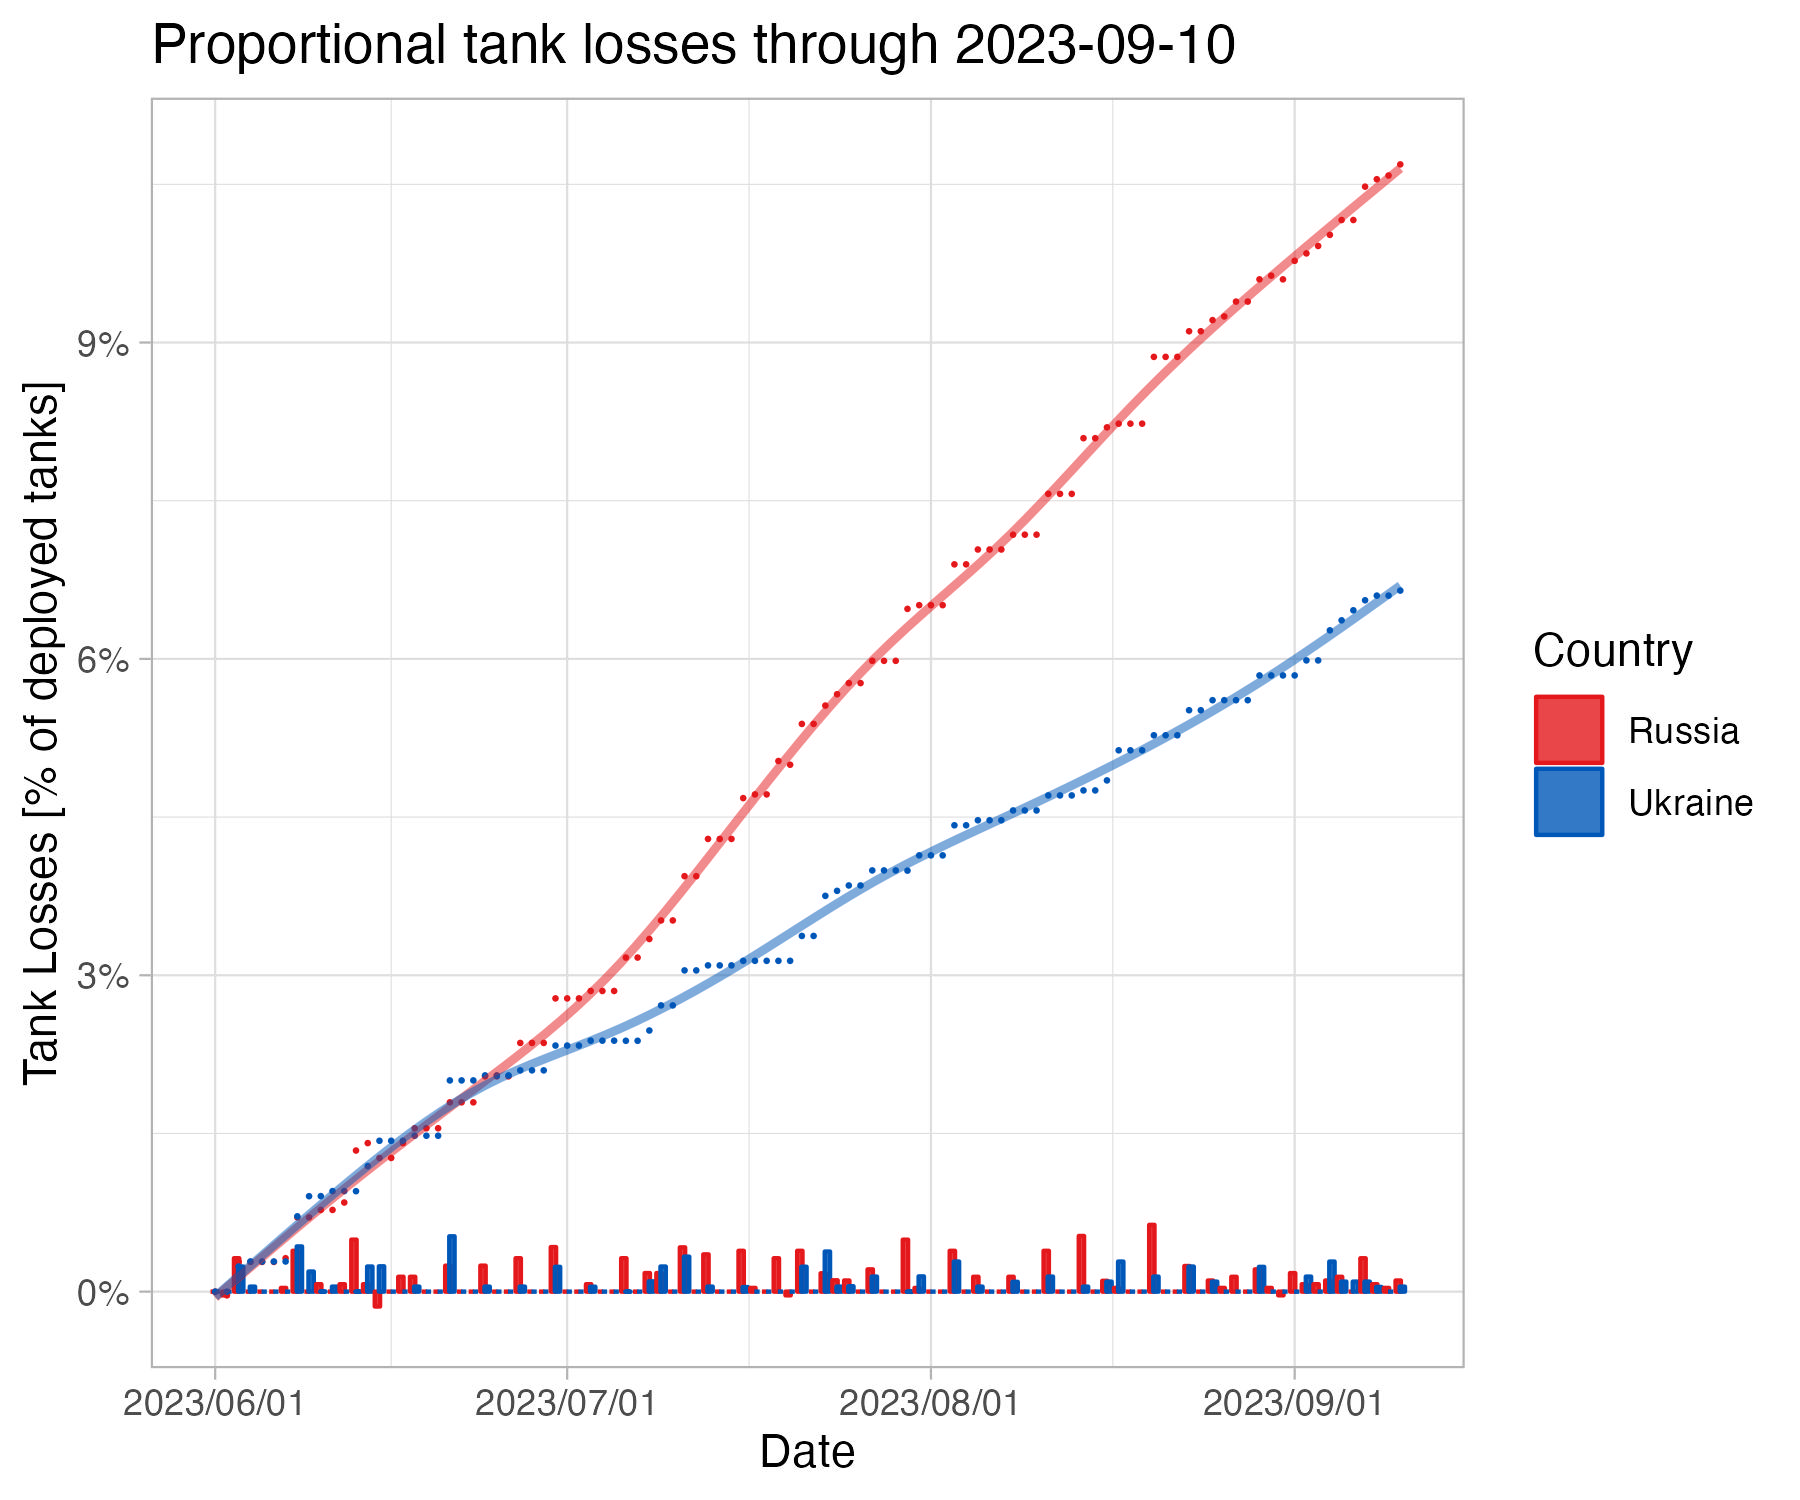 Proportional tank losses through 2023-09-10
Tank Losses [% of deployed tanks]
9%
6%
3%
0%
2023/06/01
2023/07/01
2023/08/01
2023/09/01
Date
Country
Russia
Ukraine